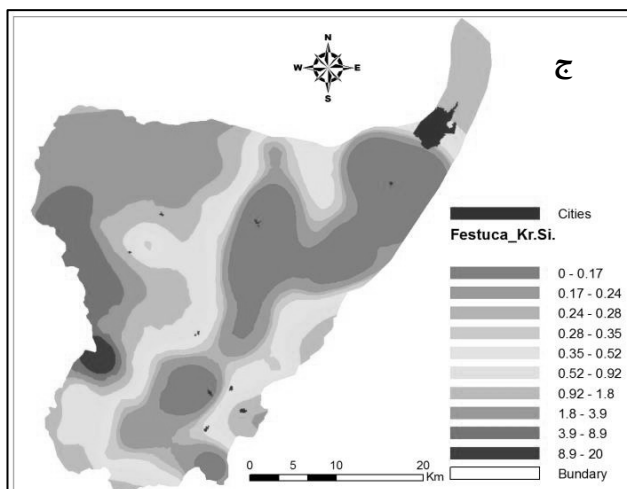 N
W E
S
ج
Cities
Festuca_Kr.Si.
0 - 0.17
0.17 - 0.24
0.24 - 0.28
0.28 - 0.35
0.35 - 0.52
0.52 - 0.92
0.92 - 1.8
1.8 - 3.9
3.9 - 8.9
8.9 - 20
Bundary
0 5 10 20
Km